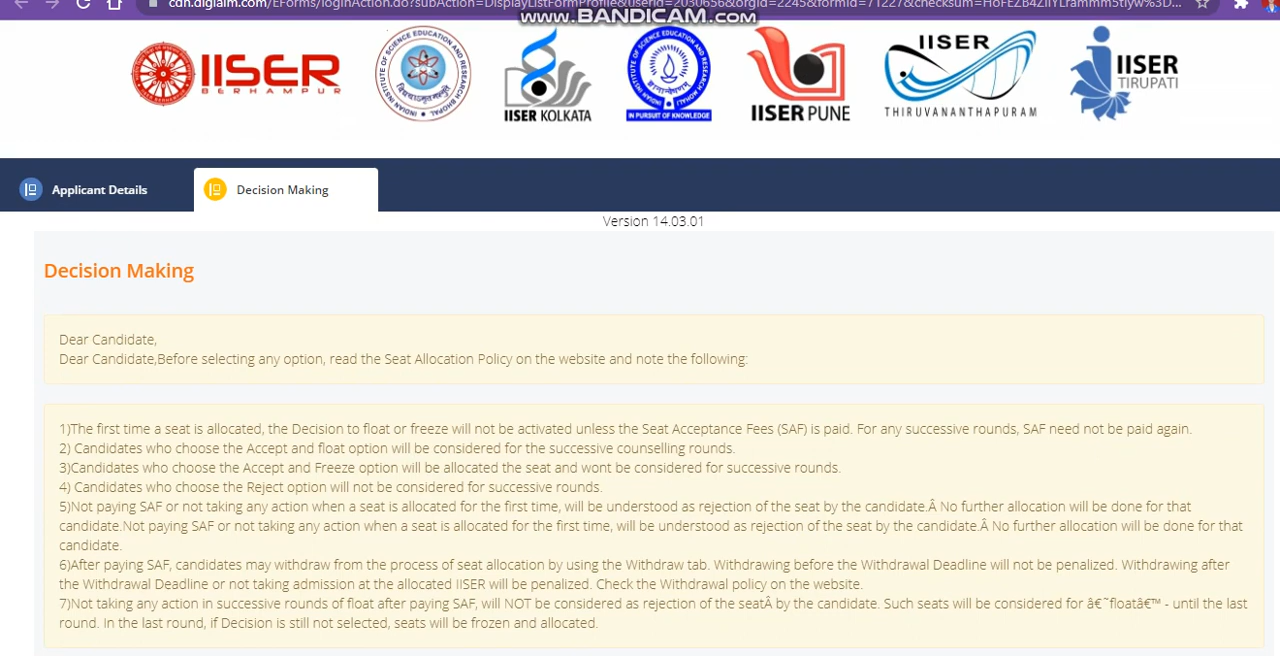 cdn.digialm.com/EForms/loginAction.do?subAction=DisplayListFormProfile&userid=2030656&orgId=2245&formId=71227&checksum=
www.BANDICAM.com
IISER
BERHAMPUR
IISER KOLKATA
IN PURSUIT OF KNOWLEDGE
IISER PUNE
IISER
THIRUVANANTHAPURAM
IISER
TIRUPATI
Applicant Details
Decision Making
Version 14.03.01
Decision Making
Dear Candidate,
Dear Candidate,Before selecting any option, read the Seat Allocation Policy on the website and note the following:
1)The first time a seat is allocated, the Decision to float or freeze will not be activated unless the Seat Acceptance Fees (SAF) is paid. For any successive rounds, SAF need not be paid again.
2) Candidates who choose the Accept and float option will be considered for the successive counselling rounds.
3)Candidates who choose the Accept and Freeze option will be allocated the seat and wont be considered for successive rounds.
4) Candidates who choose the Reject option will not be considered for successive rounds.
5)Not paying SAF or not taking any action when a seat is allocated for the first time, will be understood as rejection of the seat by the candidate.Â No further allocation will be done for that
candidate.Not paying SAF or not taking any action when a seat is allocated for the first time, will be understood as rejection of the seat by the candidate.Â No further allocation will be done for that
candidate.
6)After paying SAF, candidates may withdraw from the process of seat allocation by using the Withdraw tab. Withdrawing before the Withdrawal Deadline will not be penalized. Withdrawing after
the Withdrawal Deadline or not taking admission at the allocated IISER will be penalized. Check the Withdrawal policy on the website.
7)Not taking any action in successive rounds of float after paying SAF, will NOT be considered as rejection of the seatÂ by the candidate. Such seats will be considered for â€˜floatâ€™ - until the last
round. In the last round, if Decision is still not selected, seats will be frozen and allocated.